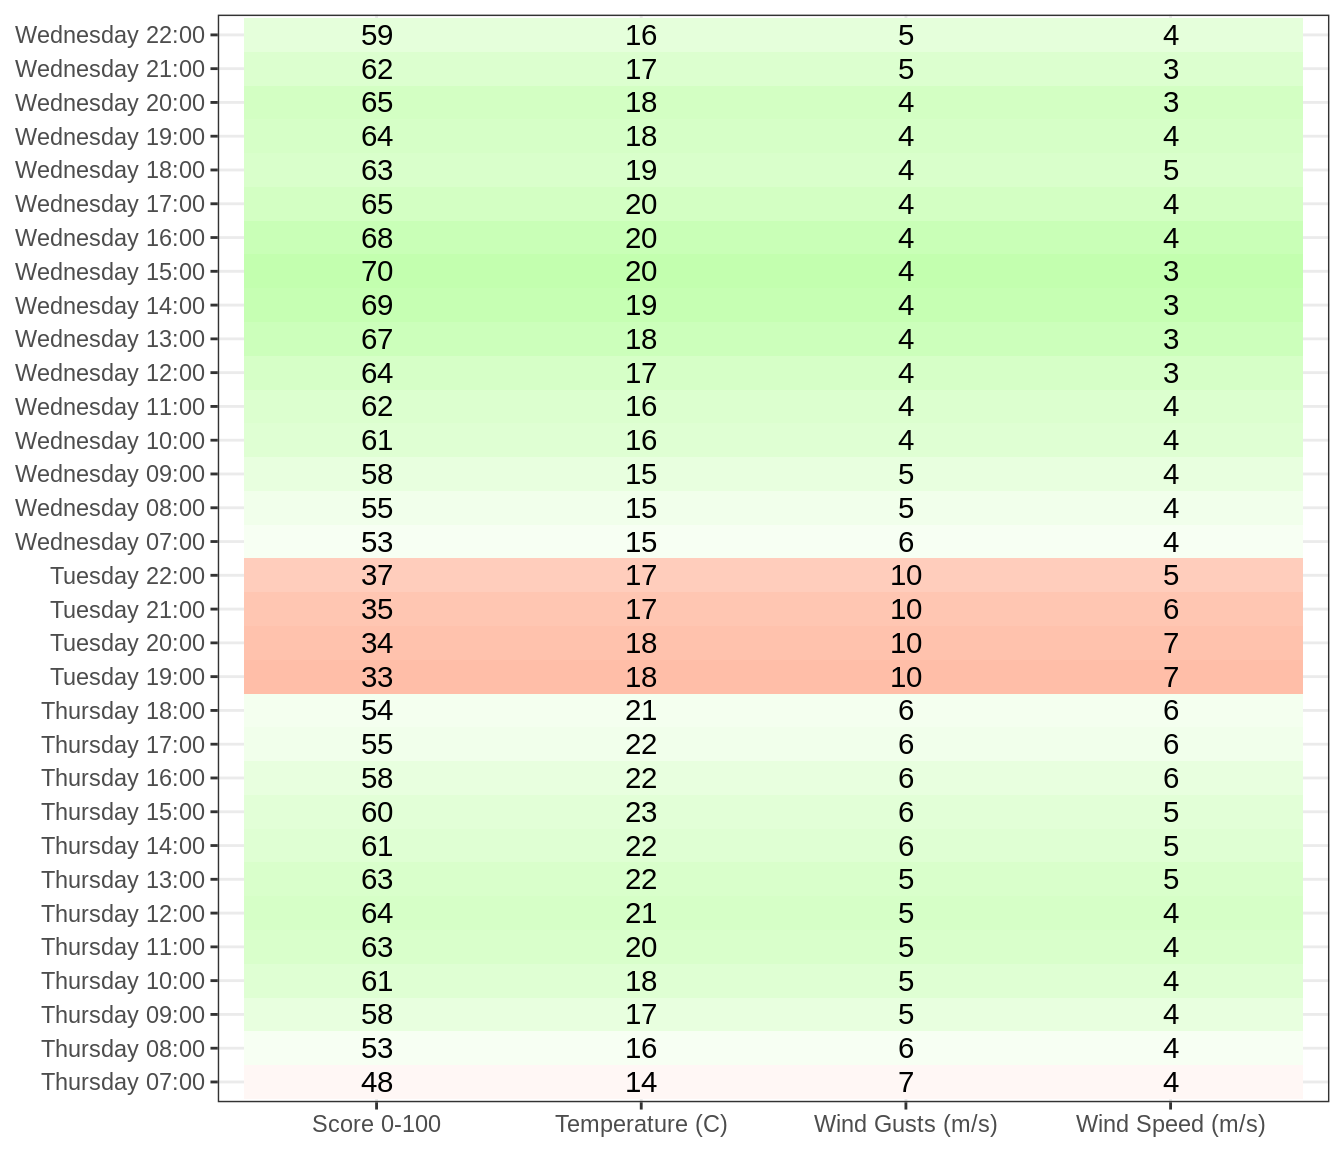 Wednesday 22:00 59 16 5 4
Wednesday 21:00 62 17 5 3
Wednesday 20:00 65 18 4 3
Wednesday 19:00 64 18 4 4
Wednesday 18:00 63 19 4 5
Wednesday 17:00 65 20 4 4
Wednesday 16:00 68 20 4 4
Wednesday 15:00 70 20 4 3
Wednesday 14:00 69 19 4 3
Wednesday 13:00 67 18 4 3
Wednesday 12:00 64 17 4 3
Wednesday 11:00 62 16 4 4
Wednesday 10:00 61 16 4 4
Wednesday 09:00 58 15 5 4
Wednesday 08:00 55 15 5 4
Wednesday 07:00 53 15 6 4
Tuesday 22:00 37 17 10 5
Tuesday 21:00 35 17 10 6
Tuesday 20:00 34 18 10 7
Tuesday 19:00 33 18 10 7
Thursday 18:00 54 21 6 6
Thursday 17:00 55 22 6 6
Thursday 16:00 58 22 6 6
Thursday 15:00 60 23 6 5
Thursday 14:00 61 22 6 5
Thursday 13:00 63 22 5 5
Thursday 12:00 64 21 5 4
Thursday 11:00 63 20 5 4
Thursday 10:00 61 18 5 4
Thursday 09:00 58 17 5 4
Thursday 08:00 53 16 6 4
Thursday 07:00 48 14 7 4
Score 0-100 Temperature (C) Wind Gusts (m/s) Wind Speed (m/s)